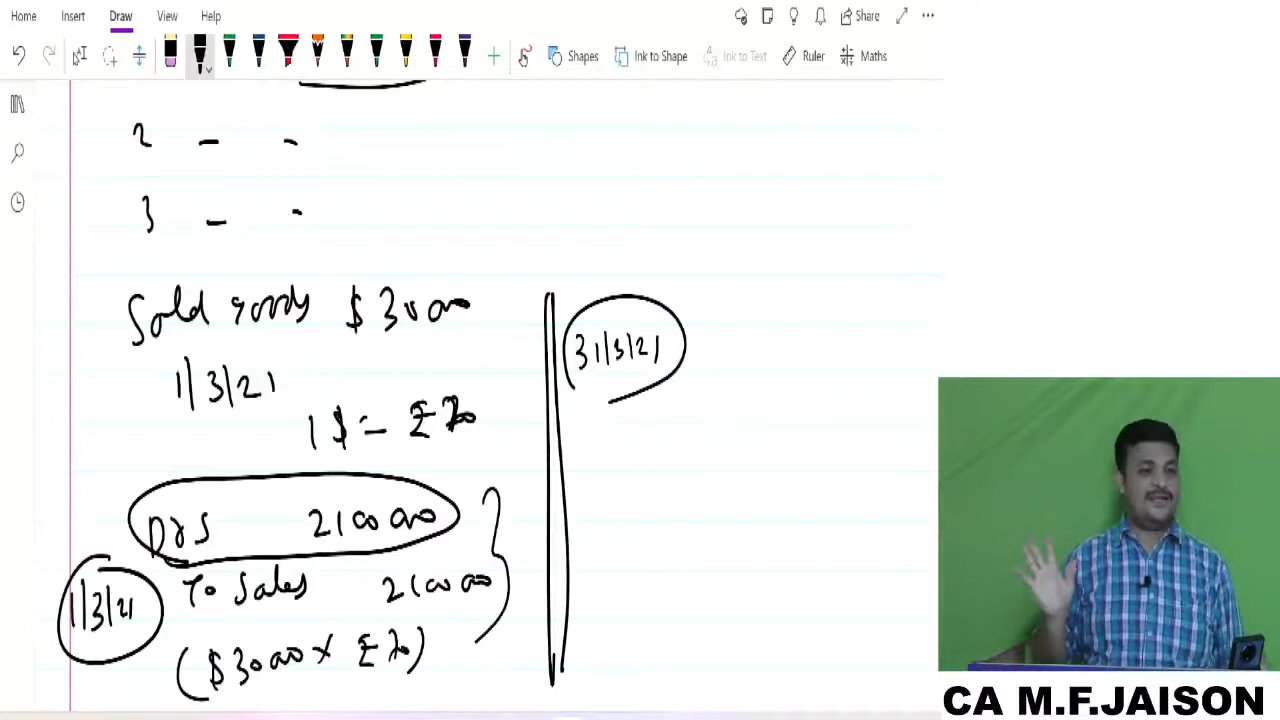 Home Insert Draw View Help Share
Shapes Ink to Shape Ink to Text Ruler Maths
2 - -
3 - -
Sold goods $ 3000
1/3/21
1 $ = ₹ 70
31/3/21
Drs 210000
To Sales 210000
1/3/21
($3000 x ₹ 70)
CA M.F.JAISON